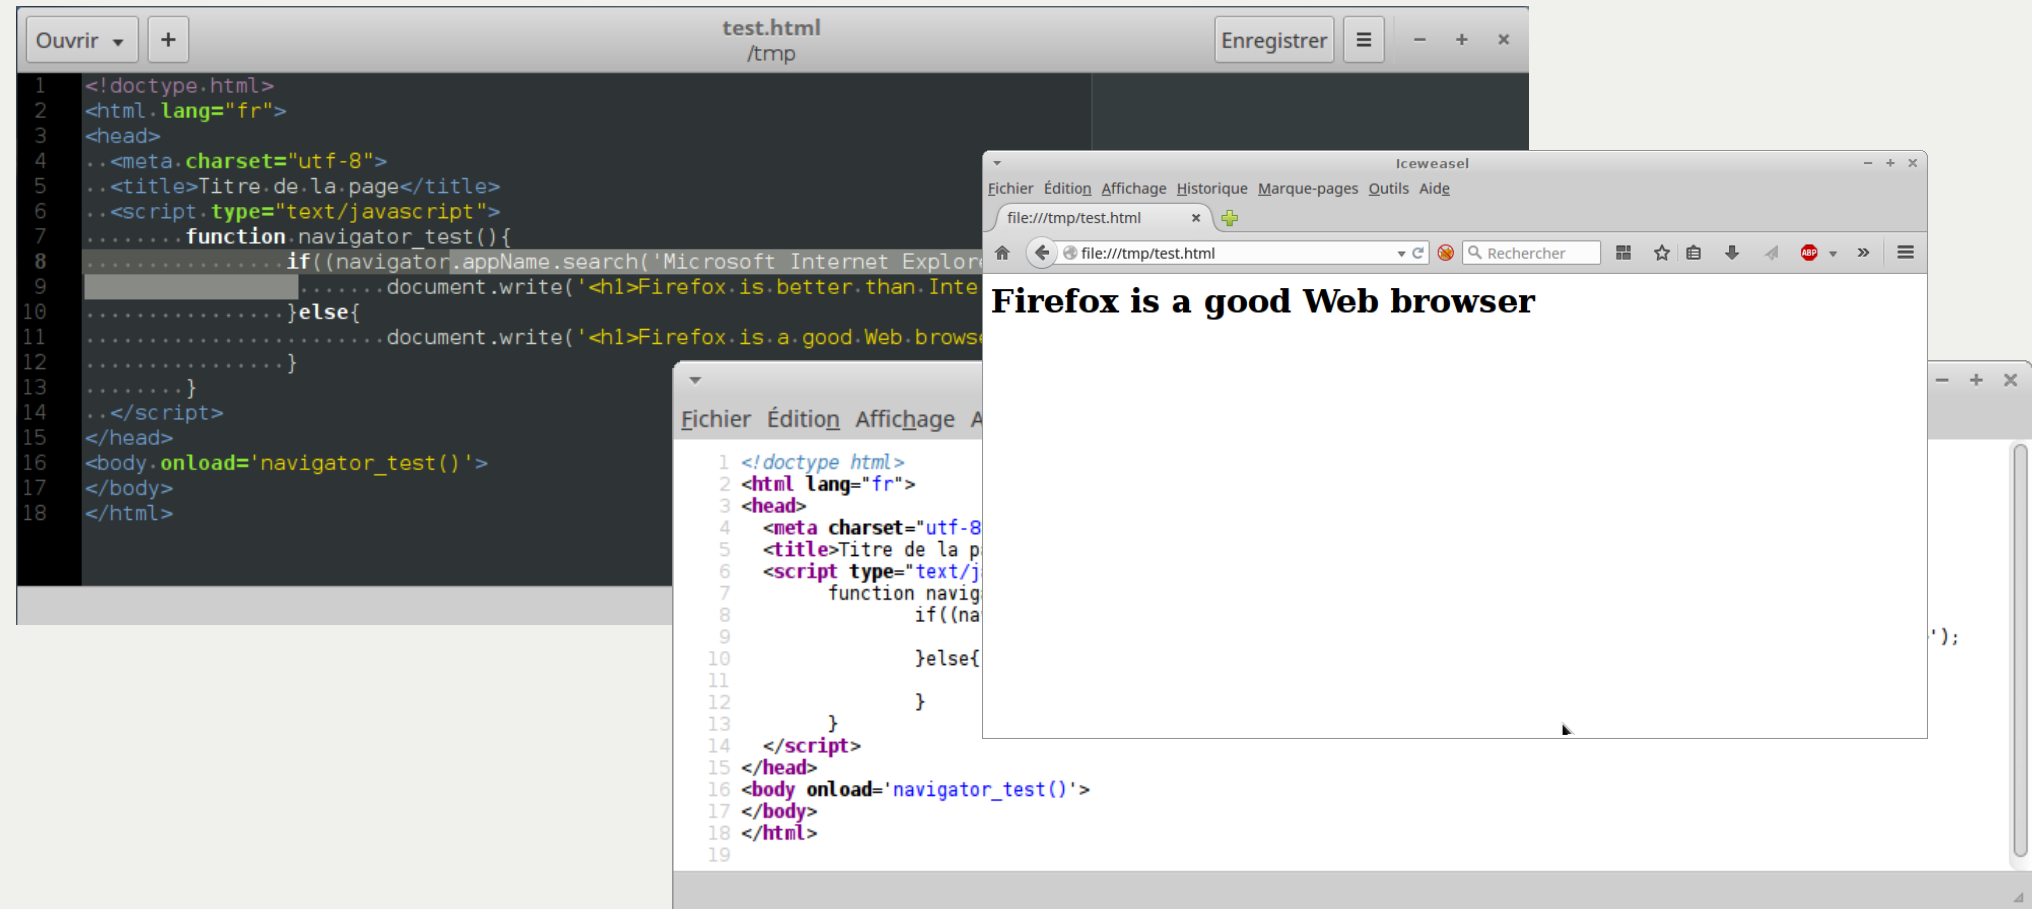 Ouvrir
+
test.html
/tmp
Enregistrer
1 <!doctype html>
2 <html lang="fr">
3 <head>
4 ..<meta charset="utf-8">
5 ..<title>Titre de la page</title>
6 ..<script type="text/javascript">
7 ........function navigator_test(){
8 ................if((navigator.appName.search('Microsoft Internet Explore
9 .......document.write('<h1>Firefox is better than Inte
10 ................}else{
11 ........................document.write('<h1>Firefox is a good Web brows
12 ................}
13 ........}
14 ..</script>
15 </head>
16 <body onload='navigator_test()'>
17 </body>
18 </html>
Iceweasel
Fichier Édition Affichage Historique Marque-pages Outils Aide
file:///tmp/test.html
file:///tmp/test.html
Rechercher
ABP
Firefox is a good Web browser
Fichier Édition Affichage A
1 <!doctype html>
2 <html lang="fr">
3 <head>
4 <meta charset="utf-8
5 <title>Titre de la p
6 <script type="text/j
7 function navig
8 if((na
9 ');
10 }else{
11
12 }
13 }
14 </script>
15 </head>
16 <body onload='navigator_test()'>
17 </body>
18 </html>
19